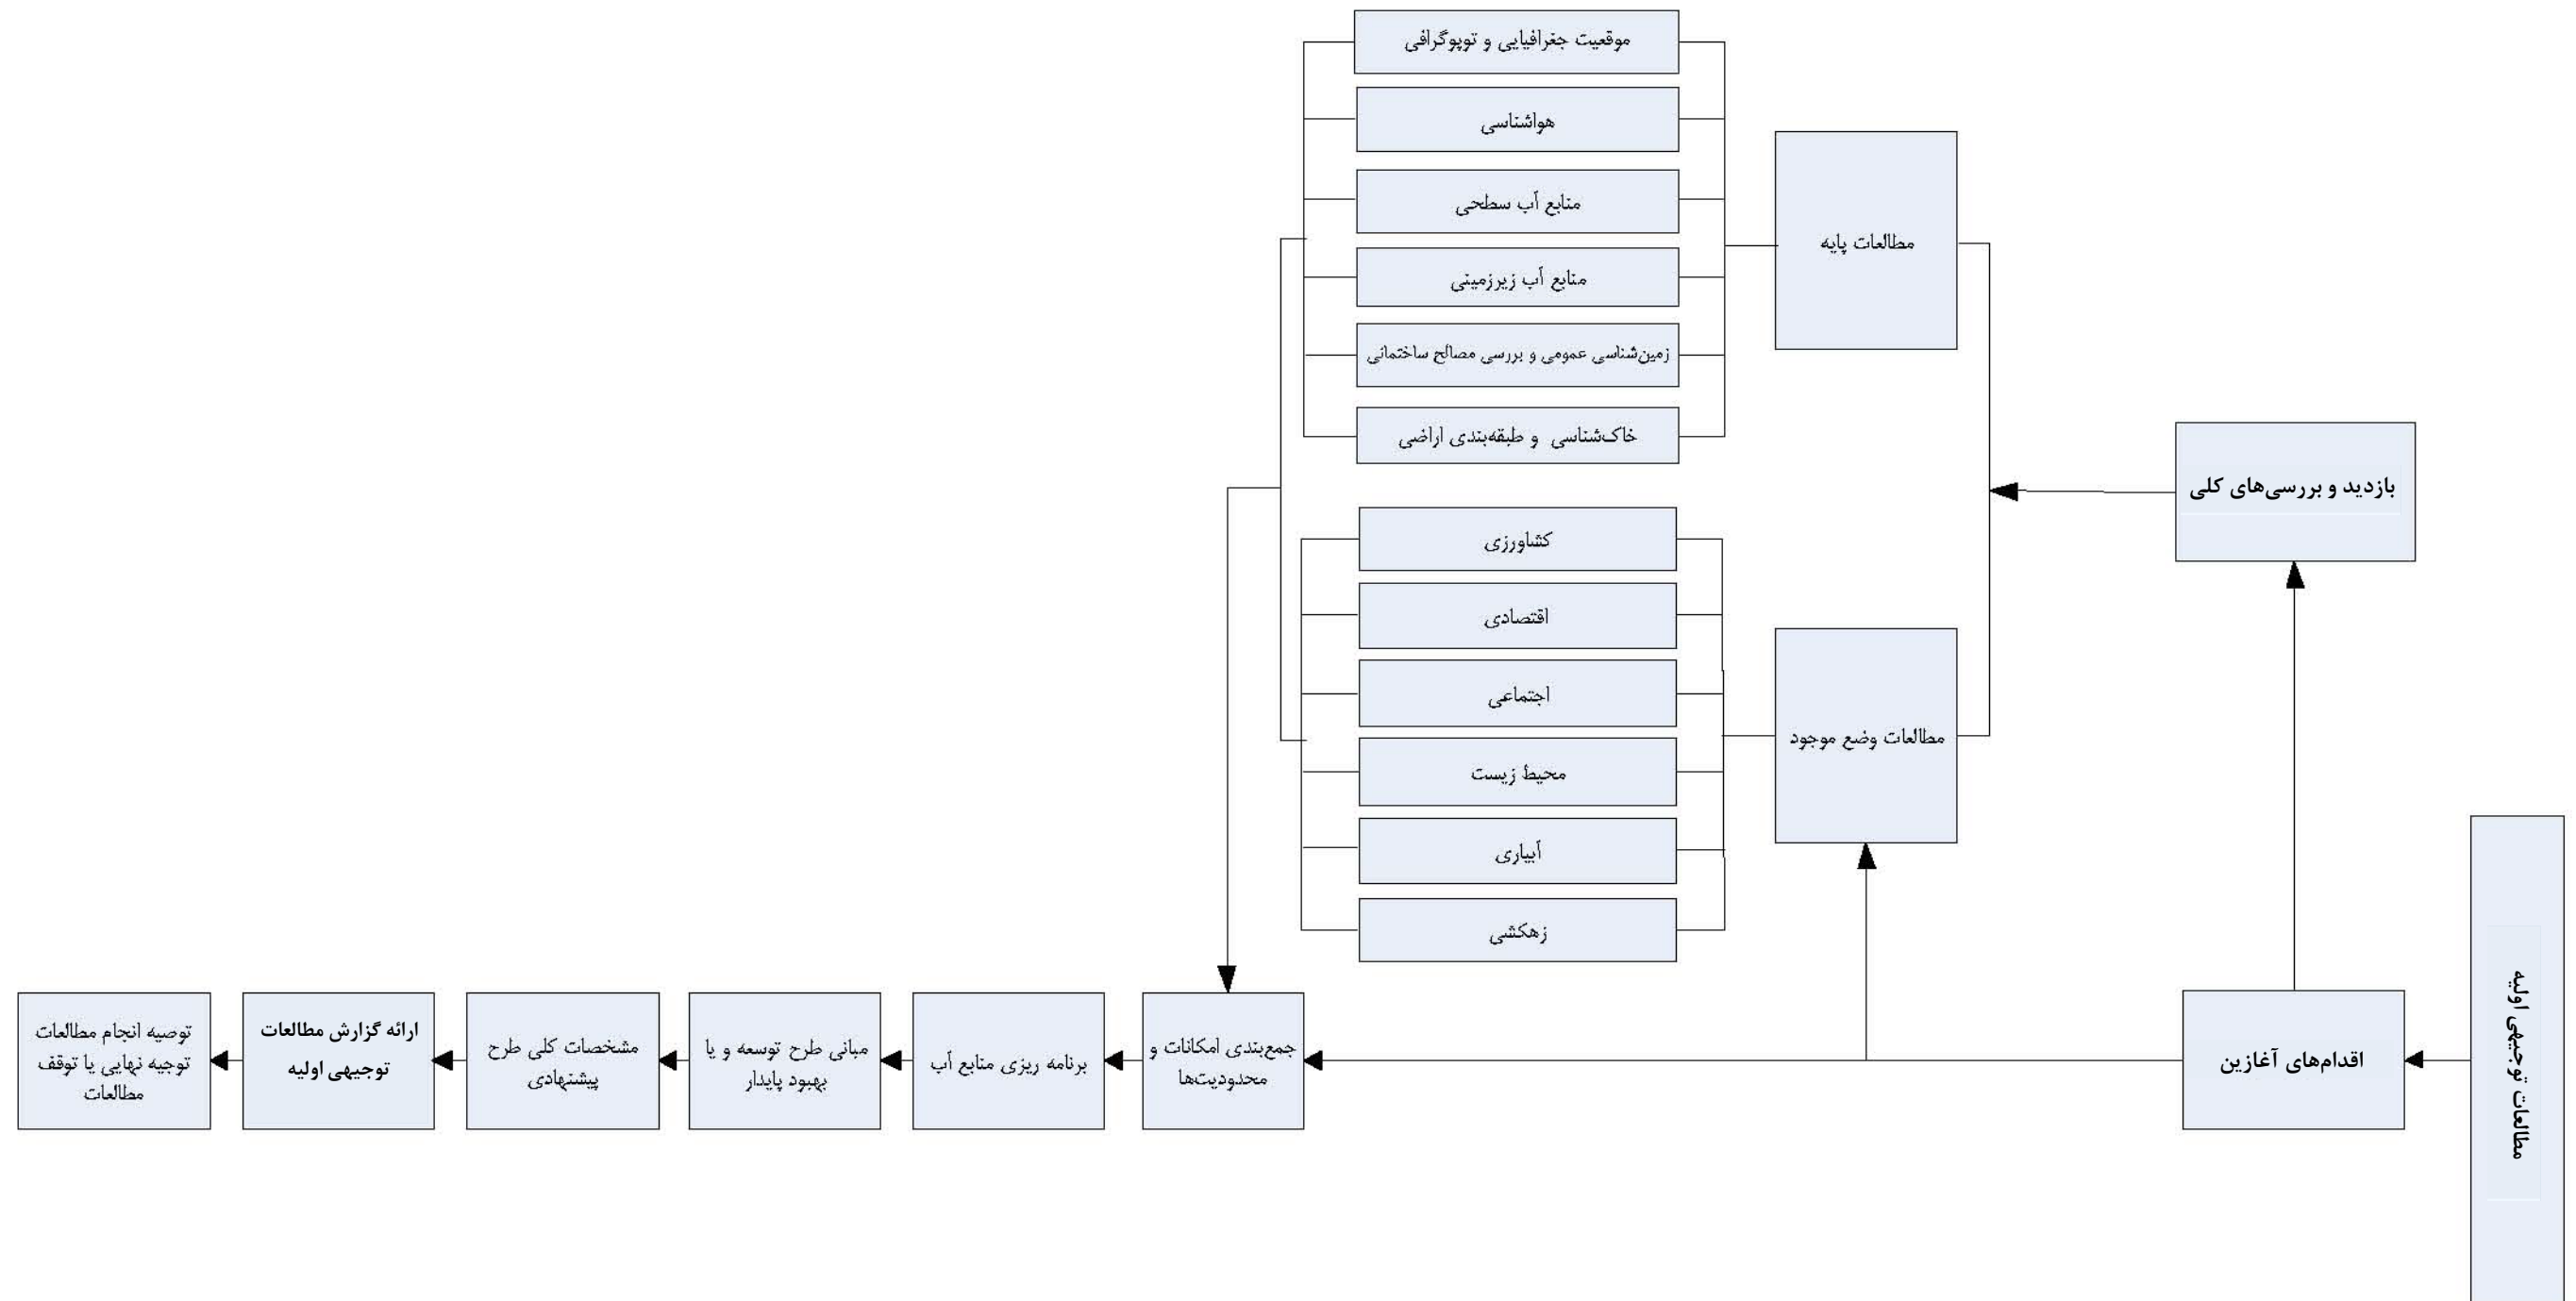 مطالعات توجیهی اولیه
اقدام‌های آغازین
بازدید و بررسی‌های کلی
مطالعات پایه
موقعیت جغرافیایی و توپوگرافی
هواشناسی
منابع آب سطحی
منابع آب زیرزمینی
زمین‌شناسی عمومی و بررسی مصالح ساختمانی
خاک‌شناسی و طبقه‌بندی اراضی
مطالعات وضع موجود
کشاورزی
اقتصادی
اجتماعی
محیط زیست
آبیاری
زهکشی
جمع‌بندی امکانات و
محدودیت‌ها
برنامه ریزی منابع آب
مبانی طرح توسعه و یا
بهبود پایدار
مشخصات کلی طرح
پیشنهادی
ارائه گزارش مطالعات
توجیهی اولیه
توصیه انجام مطالعات
توجیه نهایی یا توقف
مطالعات